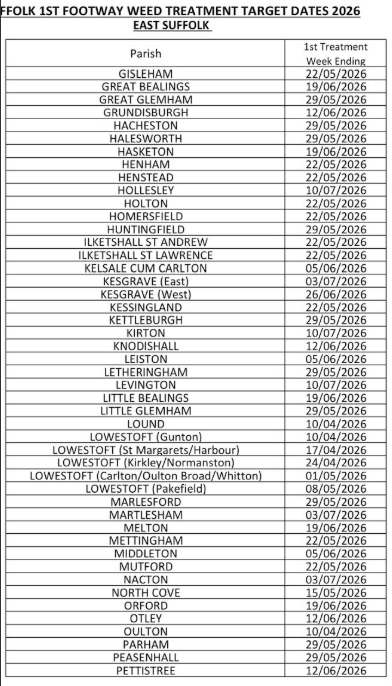 FFOLK 1ST FOOTWAY WEED TREATMENT TARGET DATES 2026
EAST SUFFOLK
Parish 1st Treatment
Week Ending
GISLEHAM 22/05/2026
GREAT BEALINGS 19/06/2026
GREAT GLEMHAM 29/05/2026
GRUNDISBURGH 12/06/2026
HACHESTON 29/05/2026
HALESWORTH 29/05/2026
HASKETON 19/06/2026
HENHAM 22/05/2026
HENSTEAD 22/05/2026
HOLLESLEY 10/07/2026
HOLTON 22/05/2026
HOMERSFIELD 22/05/2026
HUNTINGFIELD 29/05/2026
ILKETSHALL ST ANDREW 22/05/2026
ILKETSHALL ST LAWRENCE 22/05/2026
KELSALE CUM CARLTON 05/06/2026
KESGRAVE (East) 03/07/2026
KESGRAVE (West) 26/06/2026
KESSINGLAND 22/05/2026
KETTLEBURGH 29/05/2026
KIRTON 10/07/2026
KNODISHALL 12/06/2026
LEISTON 05/06/2026
LETHERINGHAM 29/05/2026
LEVINGTON 10/07/2026
LITTLE BEALINGS 19/06/2026
LITTLE GLEMHAM 29/05/2026
LOUND 10/04/2026
LOWESTOFT (Gunton) 10/04/2026
LOWESTOFT (St Margarets/Harbour) 17/04/2026
LOWESTOFT (Kirkley/Normanston) 24/04/2026
LOWESTOFT (Carlton/Oulton Broad/Whitton) 01/05/2026
LOWESTOFT (Pakefield) 08/05/2026
MARLESFORD 29/05/2026
MARTLESHAM 03/07/2026
MELTON 19/06/2026
METTINGHAM 22/05/2026
MIDDLETON 05/06/2026
MUTFORD 22/05/2026
NACTON 03/07/2026
NORTH COVE 15/05/2026
ORFORD 19/06/2026
OTLEY 12/06/2026
OULTON 10/04/2026
PARHAM 29/05/2026
PEASENHALL 29/05/2026
PETTISTREE 12/06/2026